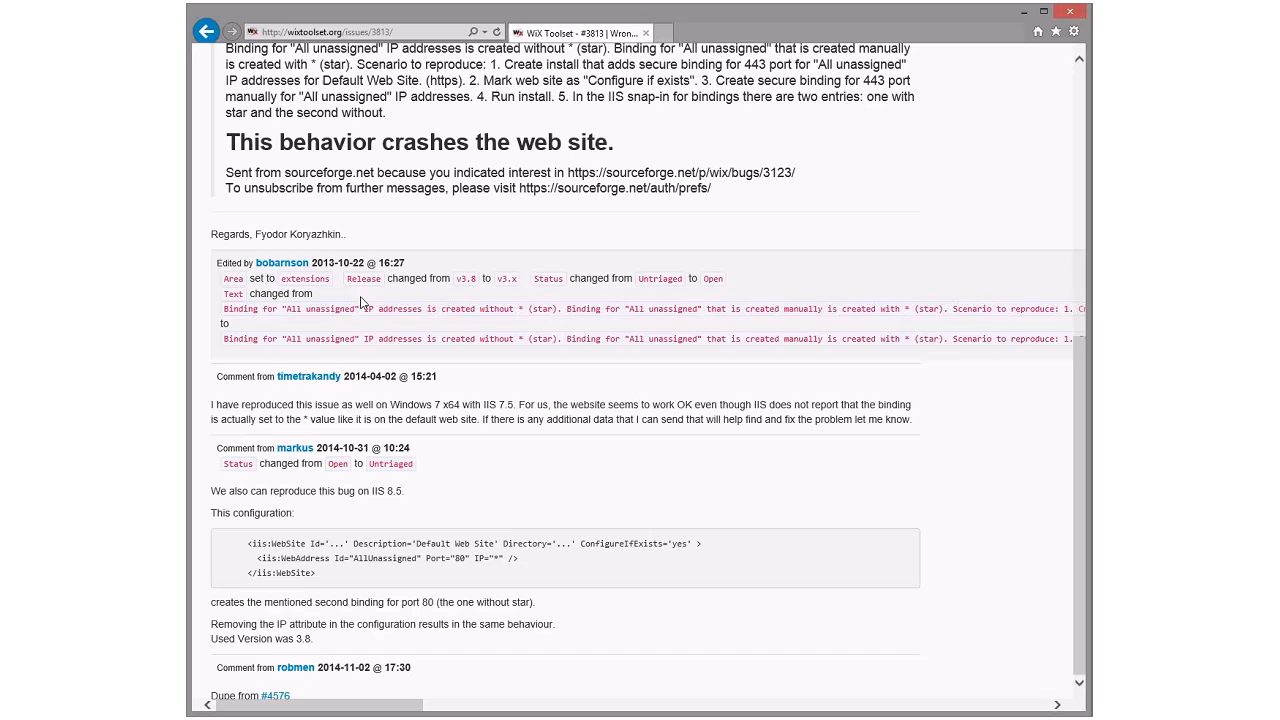 http://wixtoolset.org/issues/3813/
WiX Toolset - #3813 | Wron...
Binding for "All unassigned" IP addresses is created without * (star). Binding for "All unassigned" that is created manually
is created with * (star). Scenario to reproduce: 1. Create install that adds secure binding for 443 port for "All unassigned"
IP addresses for Default Web Site. (https). 2. Mark web site as "Configure if exists". 3. Create secure binding for 443 port
manually for "All unassigned" IP addresses. 4. Run install. 5. In the IIS snap-in for bindings there are two entries: one with
star and the second without.
This behavior crashes the web site.
Sent from sourceforge.net because you indicated interest in https://sourceforge.net/p/wix/bugs/3123/
To unsubscribe from further messages, please visit https://sourceforge.net/auth/prefs/
Regards, Fyodor Koryazhkin..
Edited by bobarnson 2013-10-22 @ 16:27
Area set to extensions Release changed from v3.8 to v3.x Status changed from Untriaged to Open
Text changed from
Binding for "All unassigned" IP addresses is created without * (star). Binding for "All unassigned" that is created manually is created with * (star). Scenario to reproduce: 1.
to
Binding for "All unassigned" IP addresses is created without * (star). Binding for "All unassigned" that is created manually is created with * (star). Scenario to reproduce: 1.
Comment from timetrakandy 2014-04-02 @ 15:21
I have reproduced this issue as well on Windows 7 x64 with IIS 7.5. For us, the website seems to work OK even though IIS does not report that the binding
is actually set to the * value like it is on the default web site. If there is any additional data that I can send that will help find and fix the problem let me know.
Comment from markus 2014-10-31 @ 10:24
Status changed from Open to Untriaged
We also can reproduce this bug on IIS 8.5.
This configuration:
<iis:WebSite Id='...' Description='Default Web Site' Directory='...' ConfigureIfExists='yes' >
<iis:WebAddress Id="AllUnassigned" Port="80" IP="*" />
</iis:WebSite>
creates the mentioned second binding for port 80 (the one without star).
Removing the IP attribute in the configuration results in the same behaviour.
Used Version was 3.8.
Comment from robmen 2014-11-02 @ 17:30
Dupe from #4576